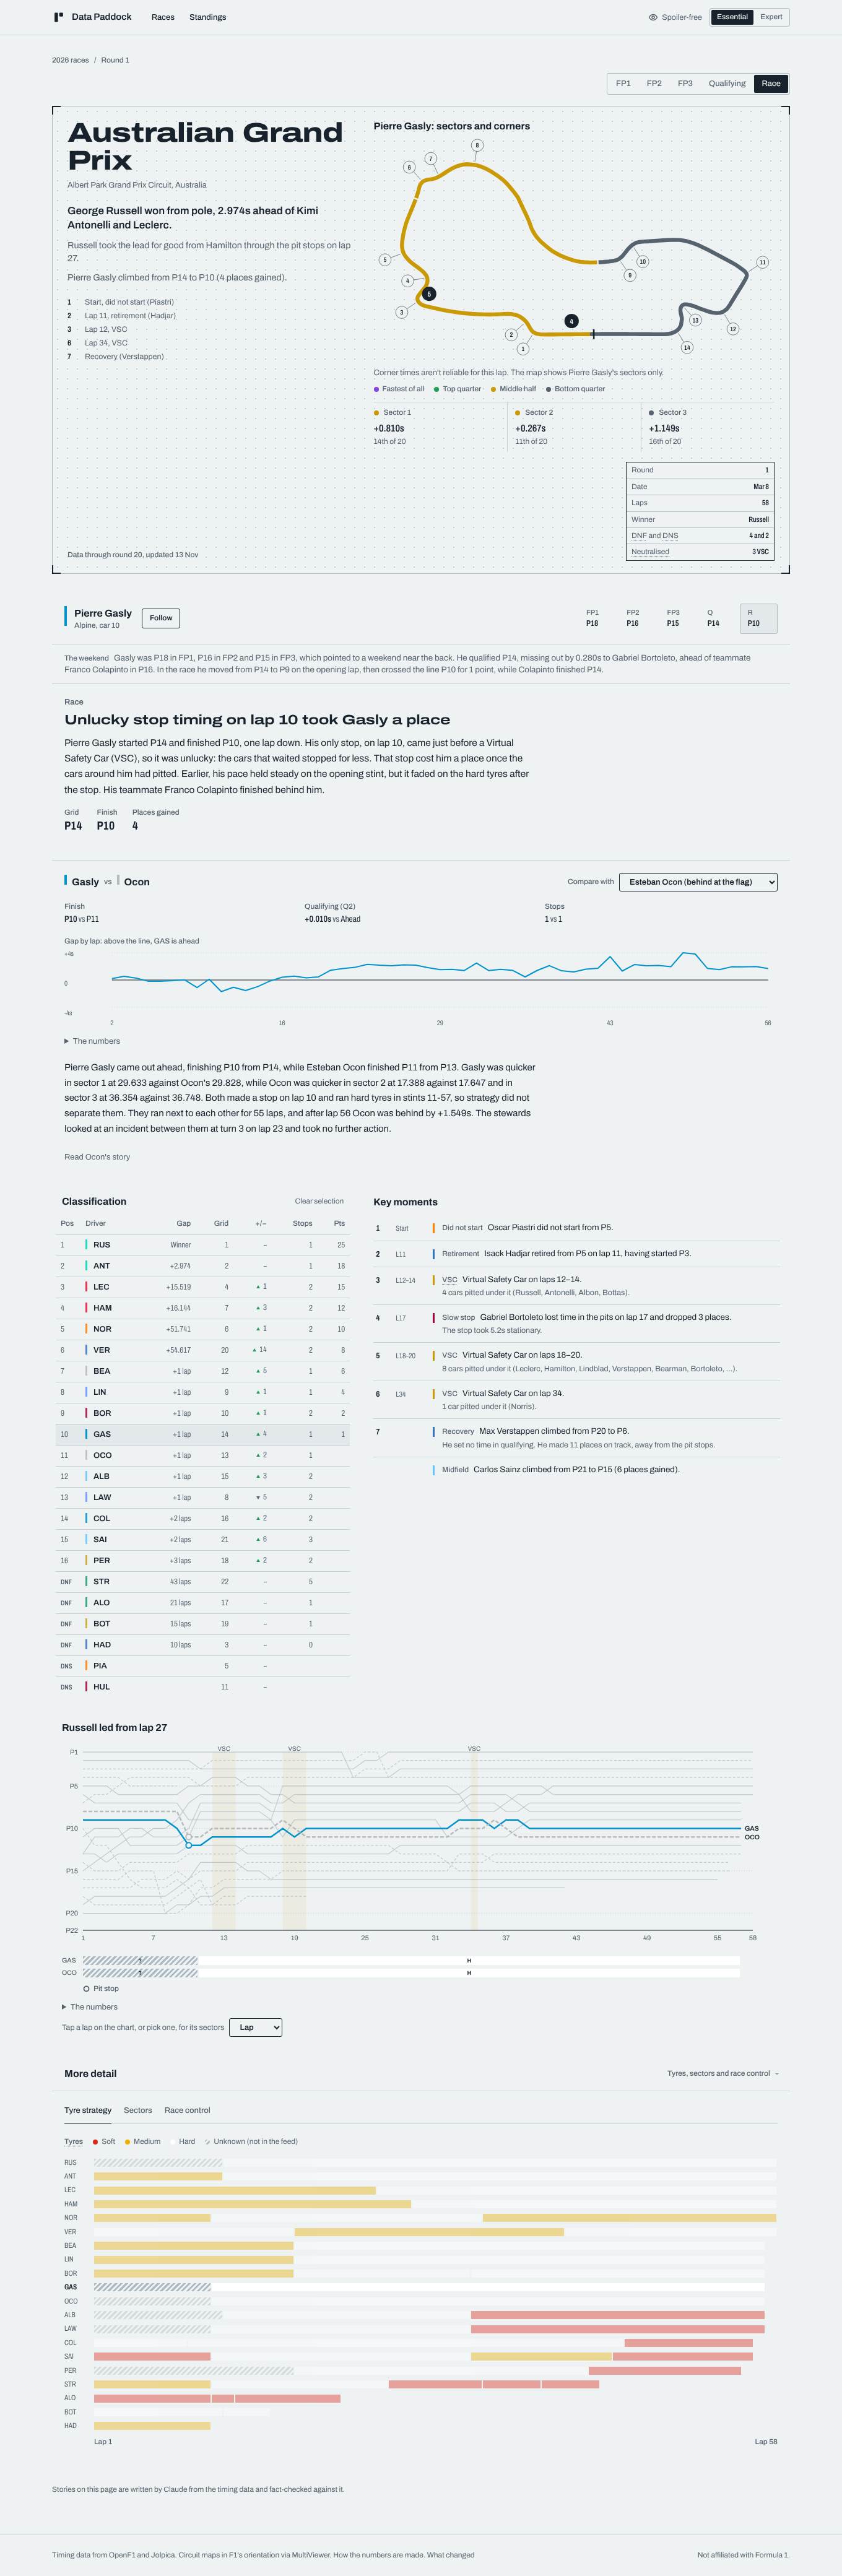 Data Paddock
Races
Standings
Spoiler-free
Essential
Expert
2026 races / Round 1
FP1
FP2
FP3
Qualifying
Race
Australian Grand
Prix
Albert Park Grand Prix Circuit, Australia
George Russell won from pole, 2.974s ahead of Kimi
Antonelli and Leclerc.
Russell took the lead for good from Hamilton through the pit stops on lap
27.
Pierre Gasly climbed from P14 to P10 (4 places gained).
1 Start, did not start (Piastri)
2 Lap 11, retirement (Hadjar)
3 Lap 12, VSC
6 Lap 34, VSC
7 Recovery (Verstappen)
Data through round 20, updated 13 Nov
Pierre Gasly: sectors and corners
8
7
6
5
10
11
9
4
5
3
4
13
12
2
1
14
Corner times aren't reliable for this lap. The map shows Pierre Gasly's sectors only.
Fastest of all
Top quarter
Middle half
Bottom quarter
Sector 1
+0.810s
14th of 20
Sector 2
+0.267s
11th of 20
Sector 3
+1.149s
16th of 20
Round 1
Date Mar 8
Laps 58
Winner Russell
DNF and DNS 4 and 2
Neutralised 3 VSC
Pierre Gasly
Alpine, car 10
Follow
FP1 P18
FP2 P16
FP3 P15
Q P14
R P10
The weekend Gasly was P18 in FP1, P16 in FP2 and P15 in FP3, which pointed to a weekend near the back. He qualified P14, missing out by 0.280s to Gabriel Bortoleto, ahead of teammate
Franco Colapinto in P16. In the race he moved from P14 to P9 on the opening lap, then crossed the line P10 for 1 point, while Colapinto finished P14.
Race
Unlucky stop timing on lap 10 took Gasly a place
Pierre Gasly started P14 and finished P10, one lap down. His only stop, on lap 10, came just before a Virtual
Safety Car (VSC), so it was unlucky: the cars that waited stopped for less. That stop cost him a place once the
cars around him had pitted. Earlier, his pace held steady on the opening stint, but it faded on the hard tyres after
the stop. His teammate Franco Colapinto finished behind him.
Grid Finish Places gained
P14 P10 4
Gasly vs Ocon
Compare with Esteban Ocon (behind at the flag)
Finish
P10 vs P11
Qualifying (Q2)
+0.010s vs Ahead
Stops
1 vs 1
Gap by lap: above the line, GAS is ahead
+4s
0
-4s
2 16 29 43 56
The numbers
Pierre Gasly came out ahead, finishing P10 from P14, while Esteban Ocon finished P11 from P13. Gasly was quicker
in sector 1 at 29.633 against Ocon's 29.828, while Ocon was quicker in sector 2 at 17.388 against 17.647 and in
sector 3 at 36.354 against 36.748. Both made a stop on lap 10 and ran hard tyres in stints 11-57, so strategy did not
separate them. They ran next to each other for 55 laps, and after lap 56 Ocon was behind by +1.549s. The stewards
looked at an incident between them at turn 3 on lap 23 and took no further action.
Read Ocon's story
Classification
Clear selection
Pos Driver Gap Grid +/− Stops Pts
1 RUS Winner 1 – 1 25
2 ANT +2.974 2 – 1 18
3 LEC +15.519 4 ▲ 1 2 15
4 HAM +16.144 7 ▲ 3 2 12
5 NOR +51.741 6 ▲ 1 2 10
6 VER +54.617 20 ▲ 14 2 8
7 BEA +1 lap 12 ▲ 5 1 6
8 LIN +1 lap 9 ▲ 1 1 4
9 BOR +1 lap 10 ▲ 1 2 2
10 GAS +1 lap 14 ▲ 4 1 1
11 OCO +1 lap 13 ▲ 2 1
12 ALB +1 lap 15 ▲ 3 2
13 LAW +1 lap 8 ▼ 5 2
14 COL +2 laps 16 ▲ 2 2
15 SAI +2 laps 21 ▲ 6 3
16 PER +3 laps 18 ▲ 2 2
DNF STR 43 laps 22 – 5
DNF ALO 21 laps 17 – 1
DNF BOT 15 laps 19 – 1
DNF HAD 10 laps 3 – 0
DNS PIA 5 –
DNS HUL 11 –
Key moments
1 Start Did not start Oscar Piastri did not start from P5.
2 L11 Retirement Isack Hadjar retired from P5 on lap 11, having started P3.
3 L12–14 VSC Virtual Safety Car on laps 12–14.
4 cars pitted under it (Russell, Antonelli, Albon, Bottas).
4 L17 Slow stop Gabriel Bortoleto lost time in the pits on lap 17 and dropped 3 places.
The stop took 5.2s stationary.
5 L18–20 VSC Virtual Safety Car on laps 18–20.
8 cars pitted under it (Leclerc, Hamilton, Lindblad, Verstappen, Bearman, Bortoleto, ...).
6 L34 VSC Virtual Safety Car on lap 34.
1 car pitted under it (Norris).
7 Recovery Max Verstappen climbed from P20 to P6.
He set no time in qualifying. He made 11 places on track, away from the pit stops.
Midfield Carlos Sainz climbed from P21 to P15 (6 places gained).
Russell led from lap 27
VSC VSC VSC
P1
P5
P10
P15
P20
P22
GAS
OCO
1 7 13 19 25 31 37 43 49 55 58
GAS ? H
OCO ? H
Pit stop
The numbers
Tap a lap on the chart, or pick one, for its sectors Lap
More detail
Tyres, sectors and race control –
Tyre strategy
Sectors
Race control
Tyres Soft Medium Hard Unknown (not in the feed)
RUS
ANT
LEC
HAM
NOR
VER
BEA
LIN
BOR
GAS
OCO
ALB
LAW
COL
SAI
PER
STR
ALO
BOT
HAD
Lap 1 Lap 58
Stories on this page are written by Claude from the timing data and fact-checked against it.
Timing data from OpenF1 and Jolpica. Circuit maps in F1's orientation via MultiViewer. How the numbers are made. What changed
Not affiliated with Formula 1.